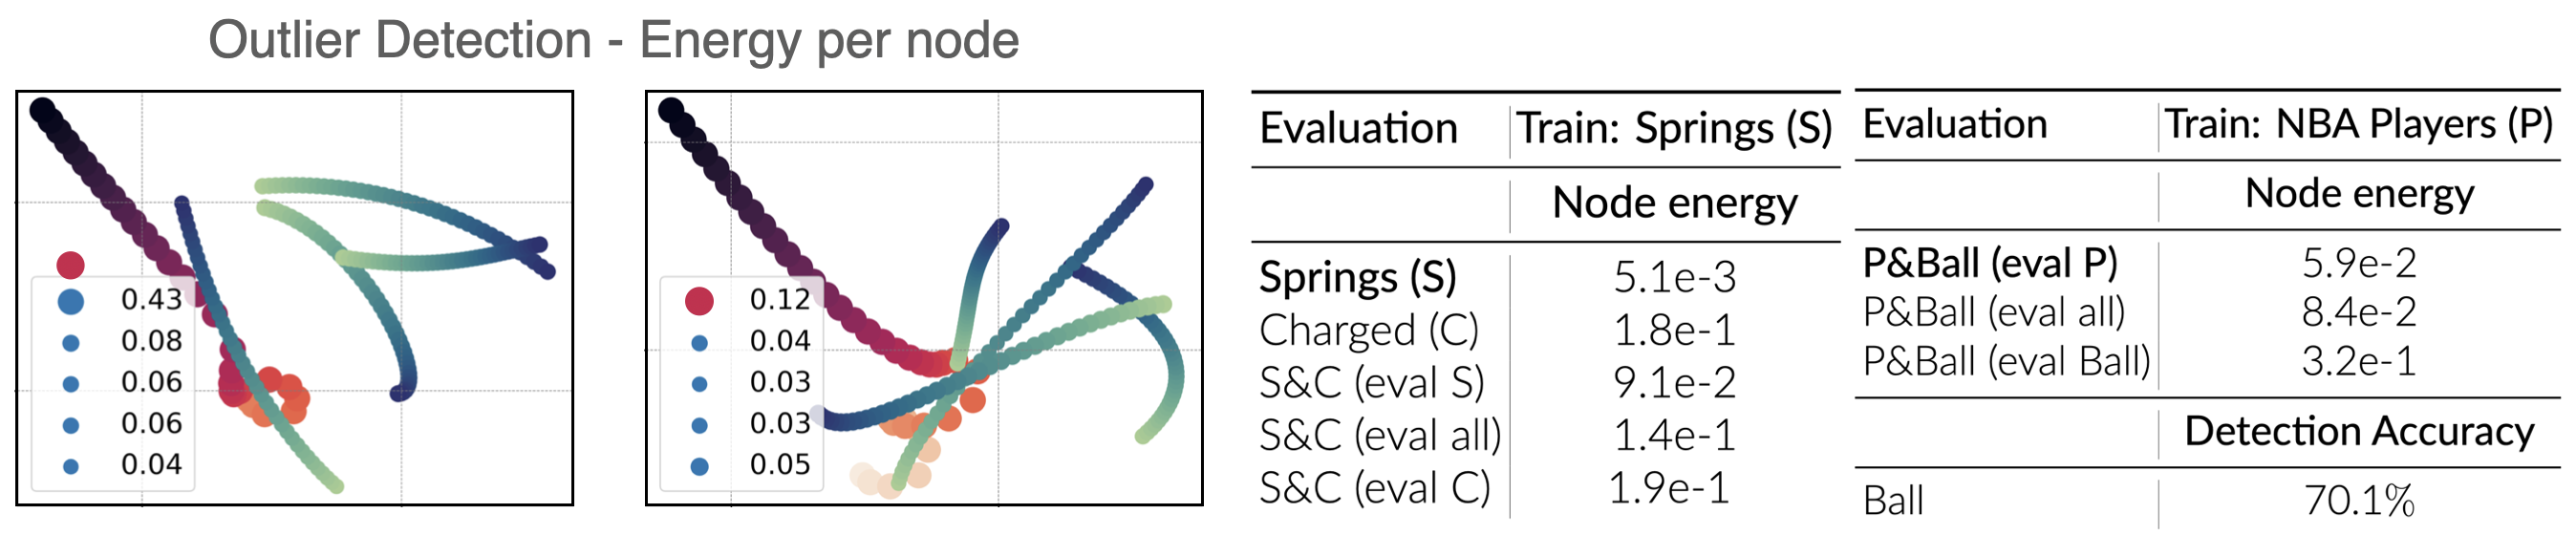 Outlier Detection - Energy per node
0.43
0.08
0.06
0.06
0.04
0.12
0.04
0.03
0.03
0.05
Evaluation Train: Springs (S)
Node energy
Springs (S) 5.1e-3
Charged (C) 1.8e-1
S&C (eval S) 9.1e-2
S&C (eval all) 1.4e-1
S&C (eval C) 1.9e-1
Evaluation Train: NBA Players (P)
Node energy
P&Ball (eval P) 5.9e-2
P&Ball (eval all) 8.4e-2
P&Ball (eval Ball) 3.2e-1
Detection Accuracy
Ball 70.1%